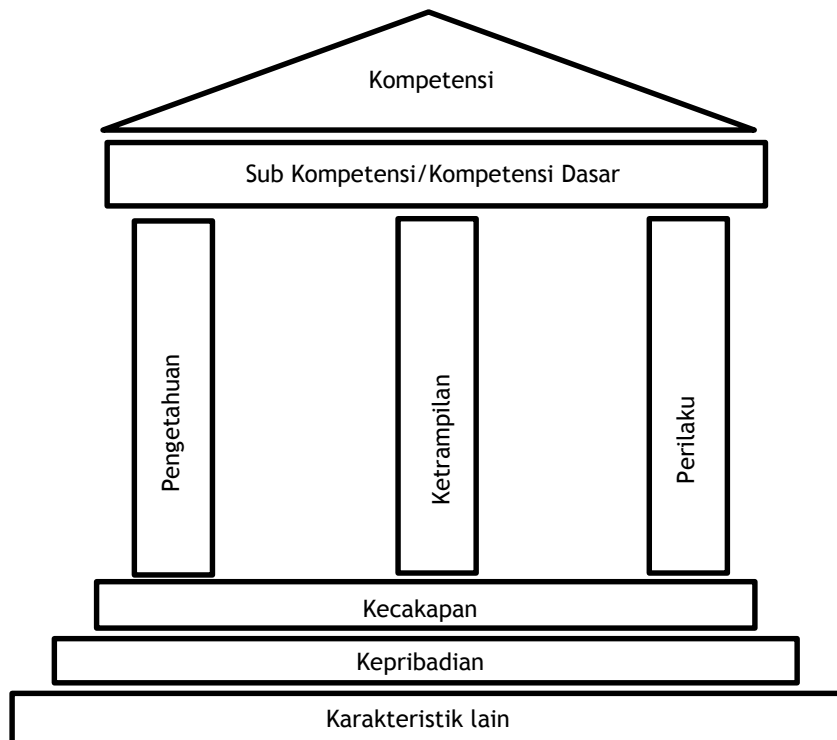 Kompetensi
Sub Kompetensi/Kompetensi Dasar
Pengetahuan
Ketrampilan
Perilaku
Kecakapan
Kepribadian
Karakteristik lain